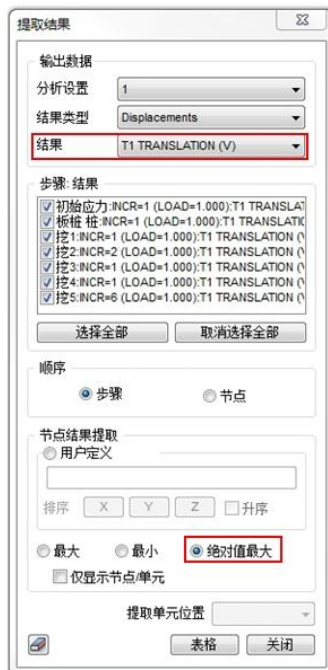 提取结果
输出数据
分析设置 1
结果类型 Displacements
结果 T1 TRANSLATION (V)
步骤:结果
初始应力:INCR=1 (LOAD=1.000):T1 TRANSLAT
板桩 桩:INCR=1 (LOAD=1.000):T1 TRANSLATIO
挖1:INCR=1 (LOAD=1.000):T1 TRANSLATION (V
挖2:INCR=2 (LOAD=1.000):T1 TRANSLATION (V
挖3:INCR=1 (LOAD=1.000):T1 TRANSLATION (V
挖4:INCR=1 (LOAD=1.000):T1 TRANSLATION (V
挖5:INCR=6 (LOAD=1.000):T1 TRANSLATION (V
选择全部 取消选择全部
顺序
步骤 节点
节点结果提取
用户定义
排序 X Y Z 升序
最大 最小 绝对值最大
仅显示节点/单元
提取单元位置
表格 关闭